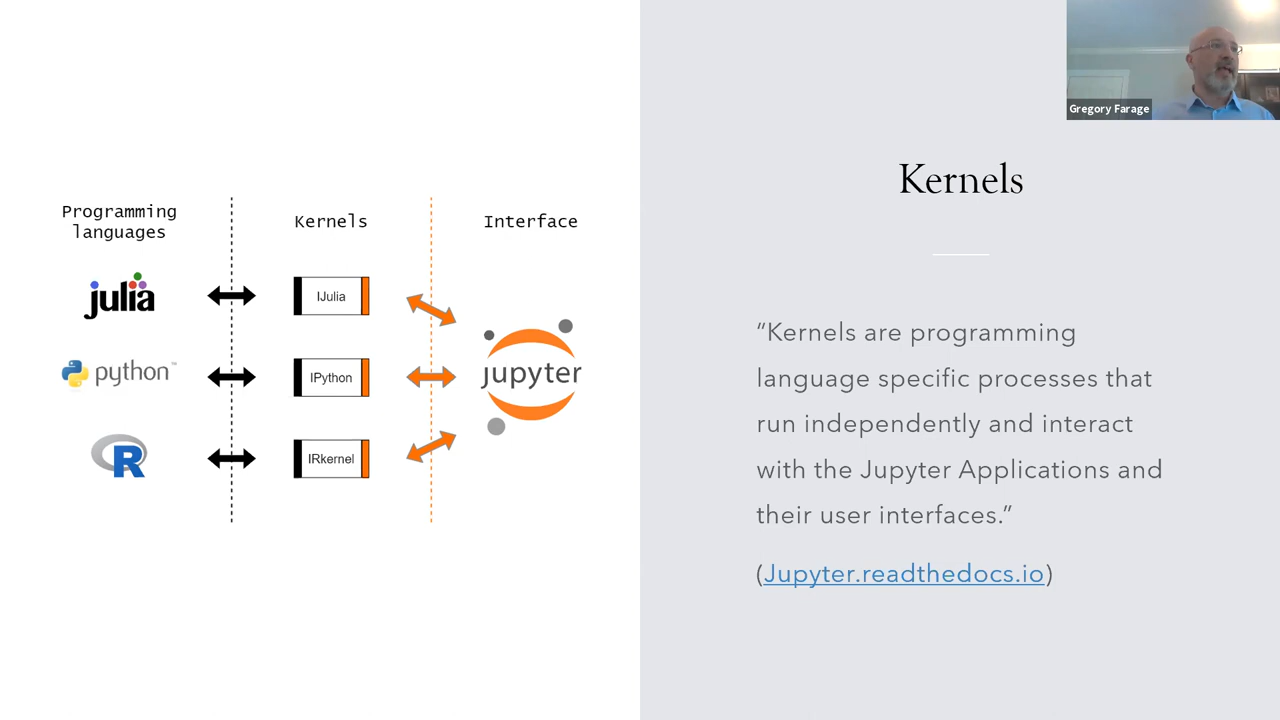 Gregory Farage
Programming
languages
Kernels
Interface
julia
IJulia
python™
IPython
jupyter
R
IRkernel
Kernels
“Kernels are programming
language specific processes that
run independently and interact
with the Jupyter Applications and
their user interfaces.”
(Jupyter.readthedocs.io)